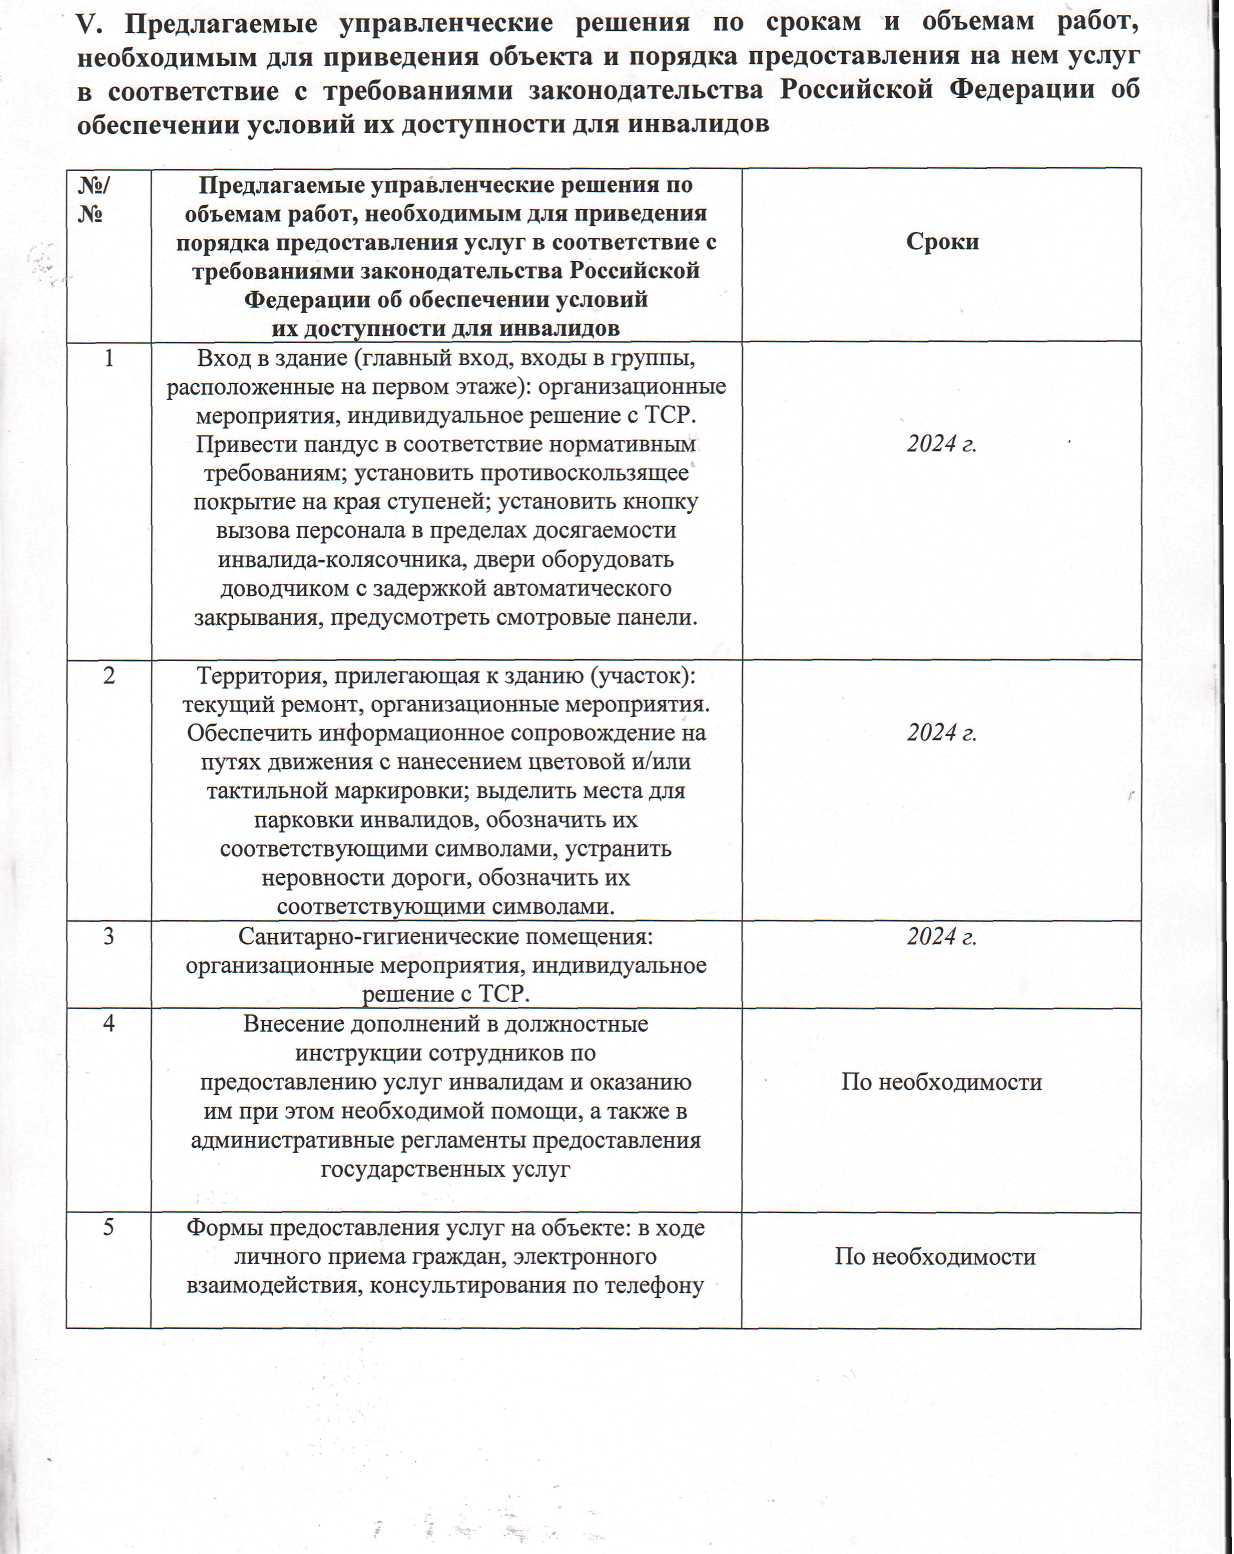 V. Предлагаемые управленческие решения по срокам и объемам работ,
необходимым для приведения объекта и порядка предоставления на нем услуг
в соответствие с требованиями законодательства Российской Федерации об
обеспечении условий их доступности для инвалидов
№/
№
Предлагаемые управленческие решения по
объемам работ, необходимым для приведения
порядка предоставления услуг в соответствие с
требованиями законодательства Российской
Федерации об обеспечении условий
их доступности для инвалидов
Сроки
1
Вход в здание (главный вход, входы в группы,
расположенные на первом этаже): организационные
мероприятия, индивидуальное решение с ТСР.
Привести пандус в соответствие нормативным
требованиям; установить противоскользящее
покрытие на края ступеней; установить кнопку
вызова персонала в пределах досягаемости
инвалида-колясочника, двери оборудовать
доводчиком с задержкой автоматического
закрывания, предусмотреть смотровые панели.
2024 г.
2
Территория, прилегающая к зданию (участок):
текущий ремонт, организационные мероприятия.
Обеспечить информационное сопровождение на
путях движения с нанесением цветовой и/или
тактильной маркировки; выделить места для
парковки инвалидов, обозначить их
соответствующими символами, устранить
неровности дороги, обозначить их
соответствующими символами.
2024 г.
3
Санитарно-гигиенические помещения:
организационные мероприятия, индивидуальное
решение с ТСР.
2024 г.
4
Внесение дополнений в должностные
инструкции сотрудников по
предоставлению услуг инвалидам и оказанию
им при этом необходимой помощи, а также в
административные регламенты предоставления
государственных услуг
По необходимости
5
Формы предоставления услуг на объекте: в ходе
личного приема граждан, электронного
взаимодействия, консультирования по телефону
По необходимости